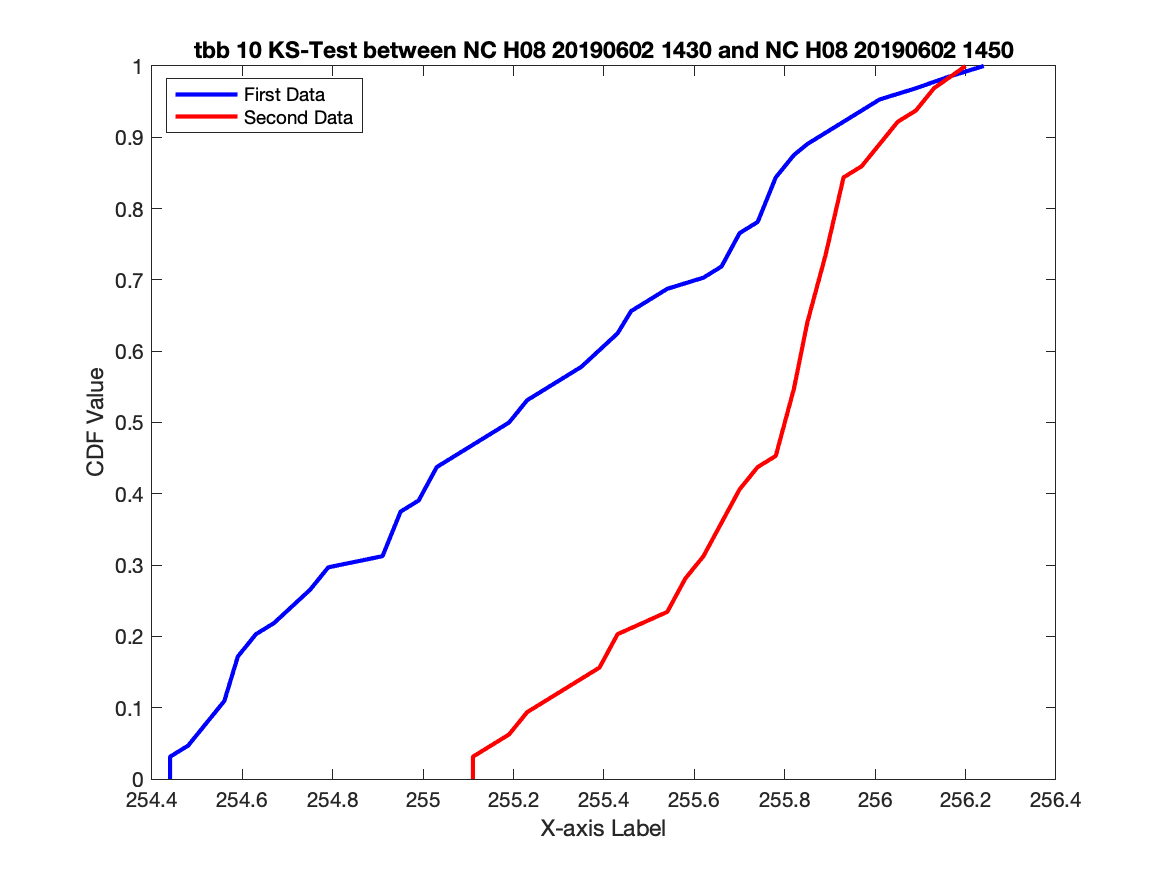 tbb 10 KS-Test between NC H08 20190602 1430 and NC H08 20190602 1450
First Data
Second Data
1
0.9
0.8
0.7
0.6
0.5
0.4
0.3
0.2
0.1
0
CDF Value
254.4 254.6 254.8 255 255.2 255.4 255.6 255.8 256 256.2 256.4
X-axis Label